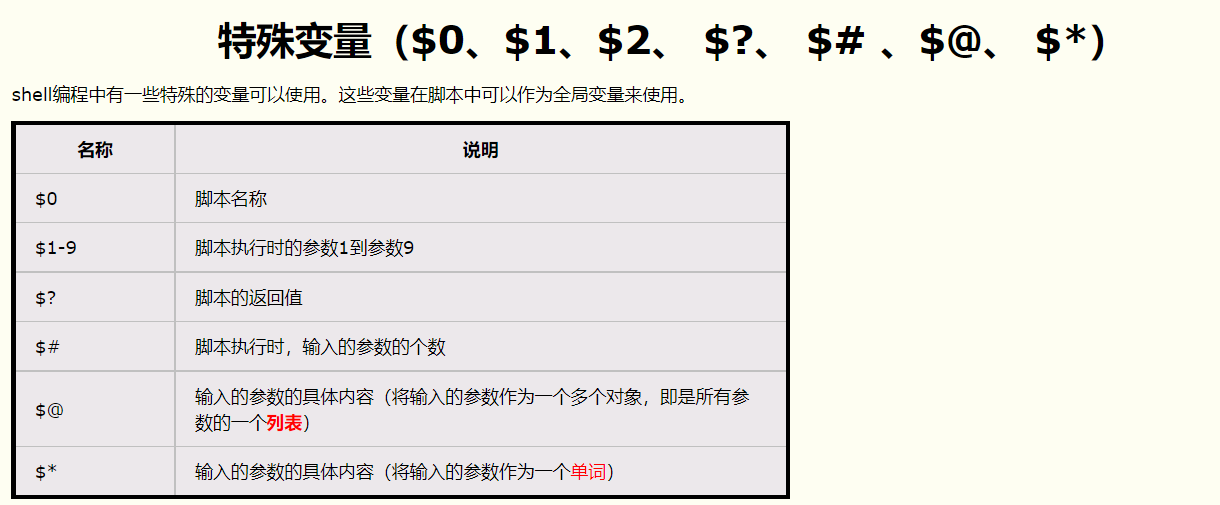 特殊变量（$0、$1、$2、 $?、 $# 、$@、 $*）
shell编程中有一些特殊的变量可以使用。这些变量在脚本中可以作为全局变量来使用。
名称 说明
$0 脚本名称
$1-9 脚本执行时的参数1到参数9
$? 脚本的返回值
$# 脚本执行时，输入的参数的个数
$@ 输入的参数的具体内容（将输入的参数作为一个多个对象，即是所有参
数的一个列表）
$* 输入的参数的具体内容（将输入的参数作为一个单词）